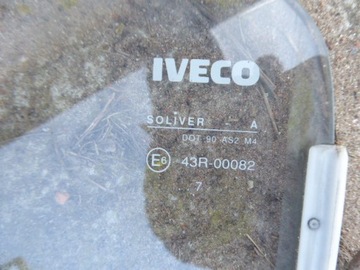 IVECO
SOLIVER A
DOT 90 AS2 M4
E6 43R-00082
7